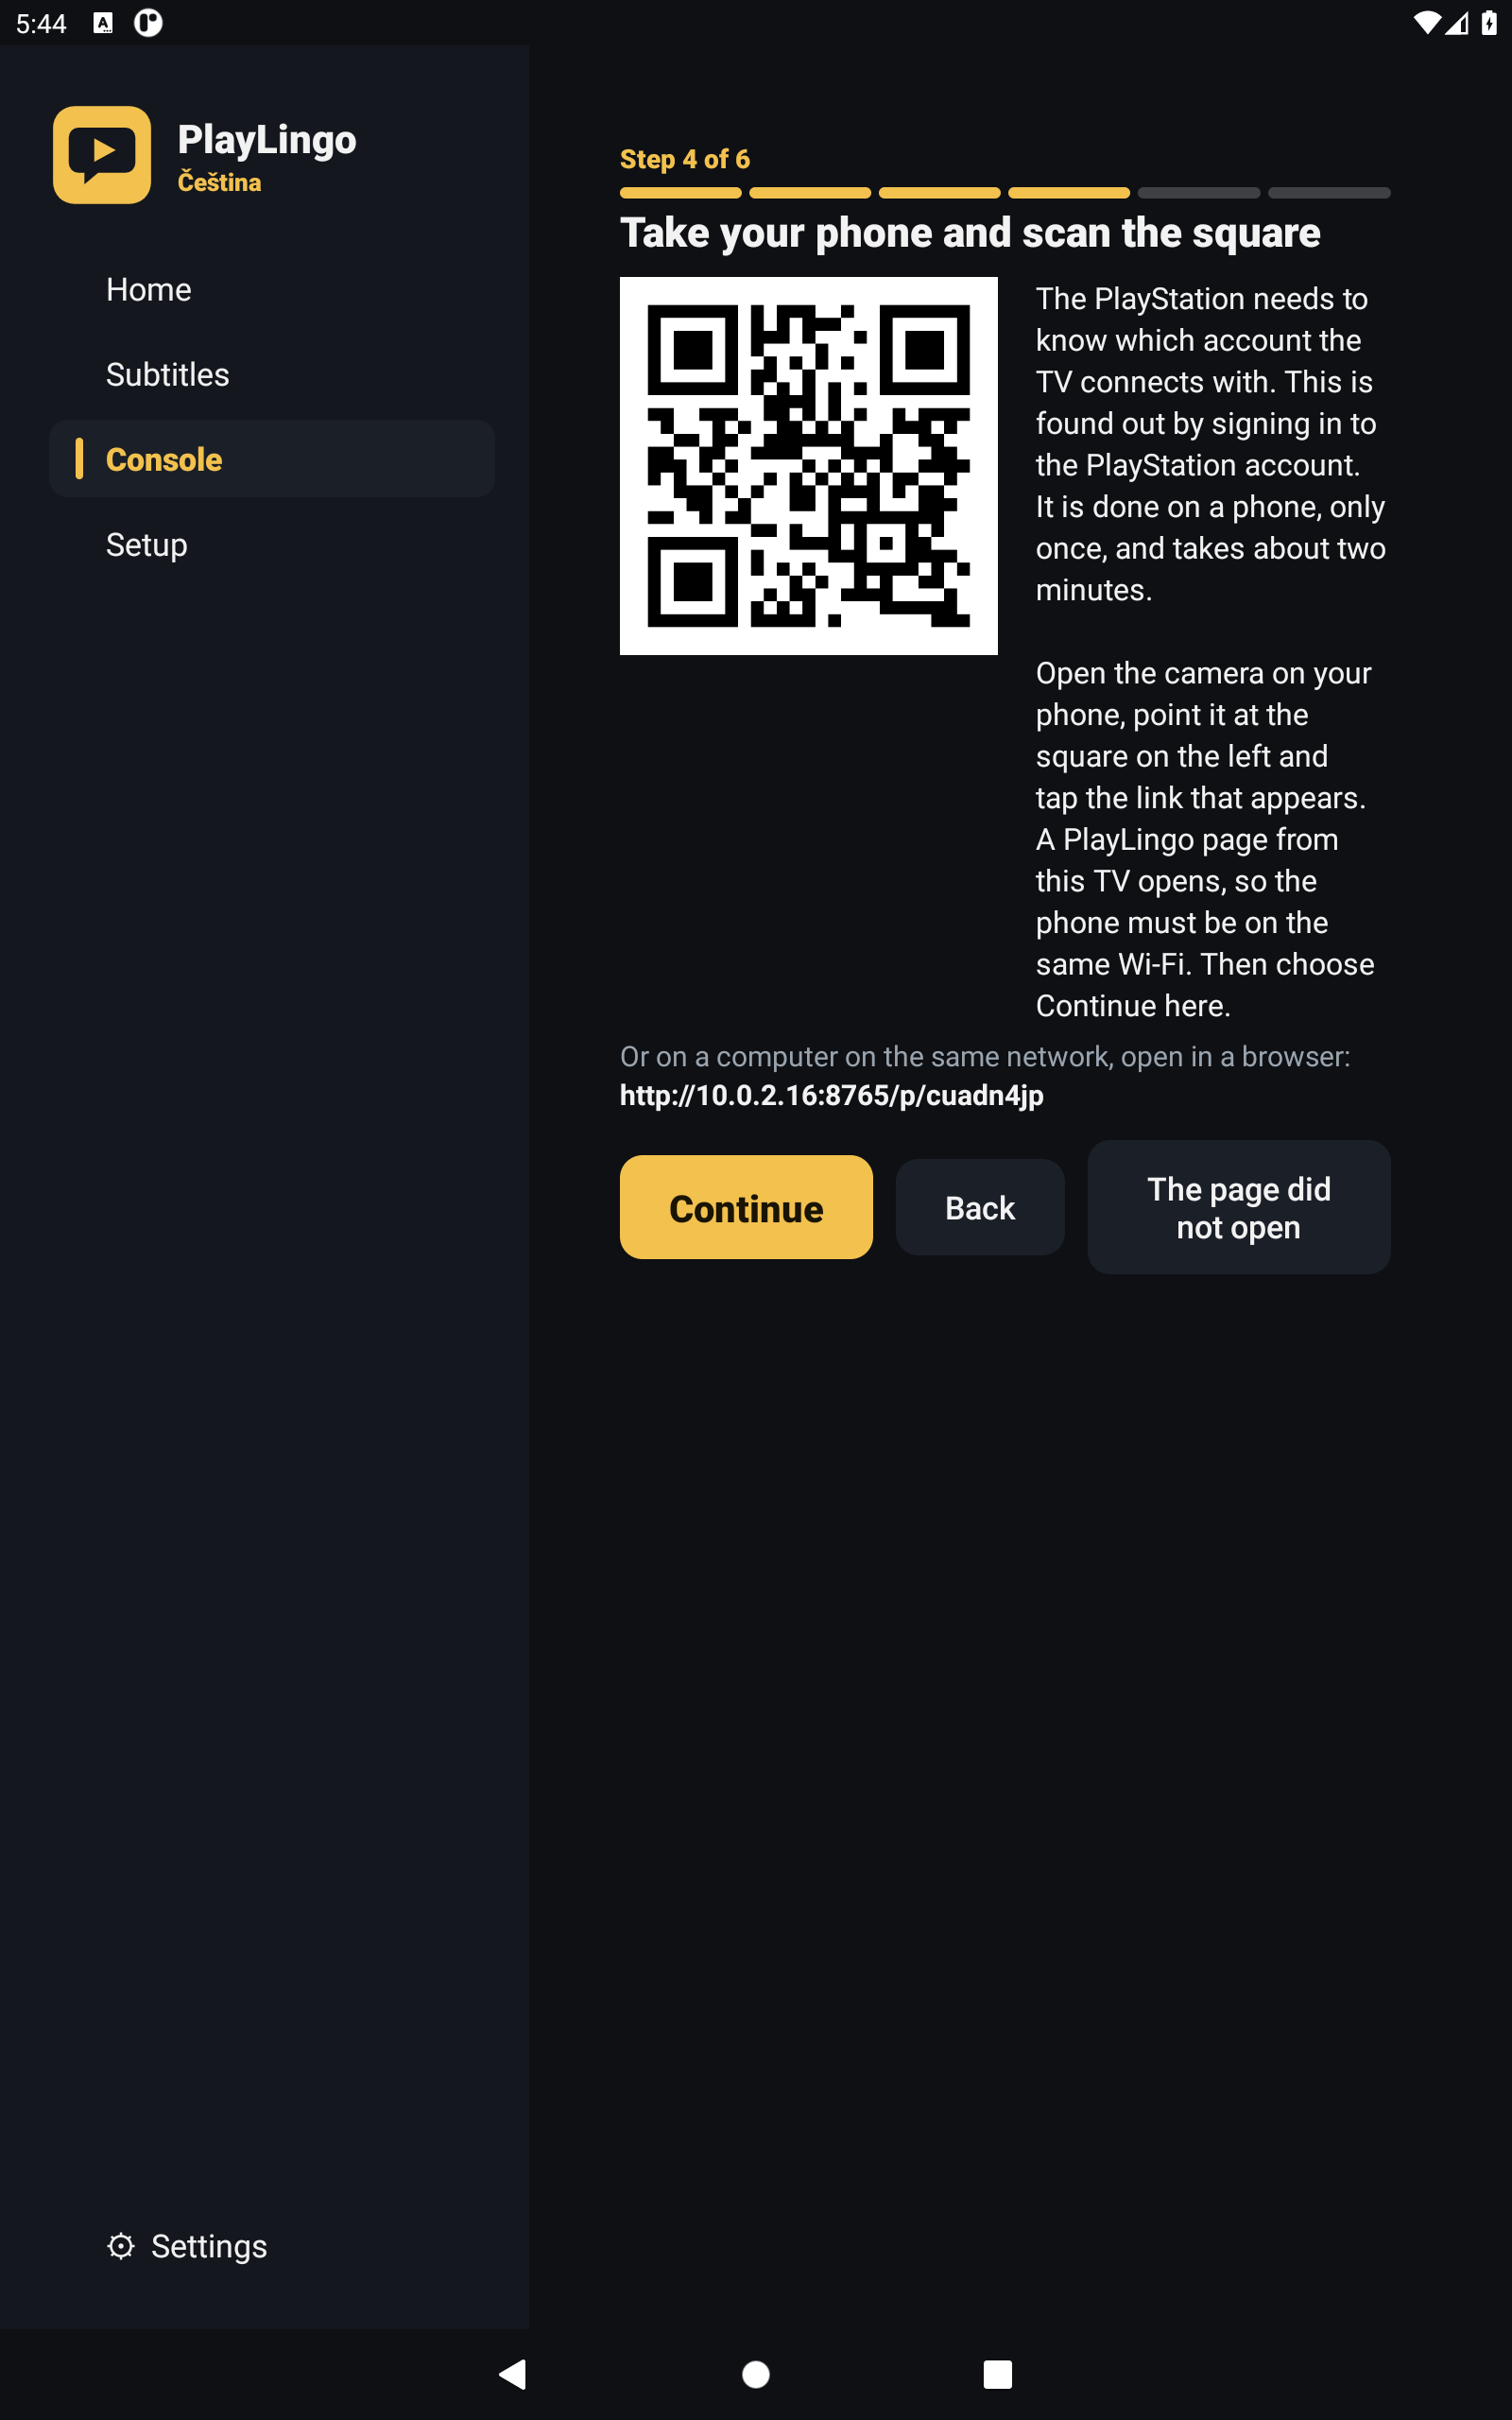 5:44
PlayLingo
Čeština
Home
Subtitles
Console
Setup
Settings
Step 4 of 6
Take your phone and scan the square
The PlayStation needs to
know which account the
TV connects with. This is
found out by signing in to
the PlayStation account.
It is done on a phone, only
once, and takes about two
minutes.
Open the camera on your
phone, point it at the
square on the left and
tap the link that appears.
A PlayLingo page from
this TV opens, so the
phone must be on the
same Wi-Fi. Then choose
Continue here.
Or on a computer on the same network, open in a browser:
http://10.0.2.16:8765/p/cuadn4jp
Continue
Back
The page did
not open